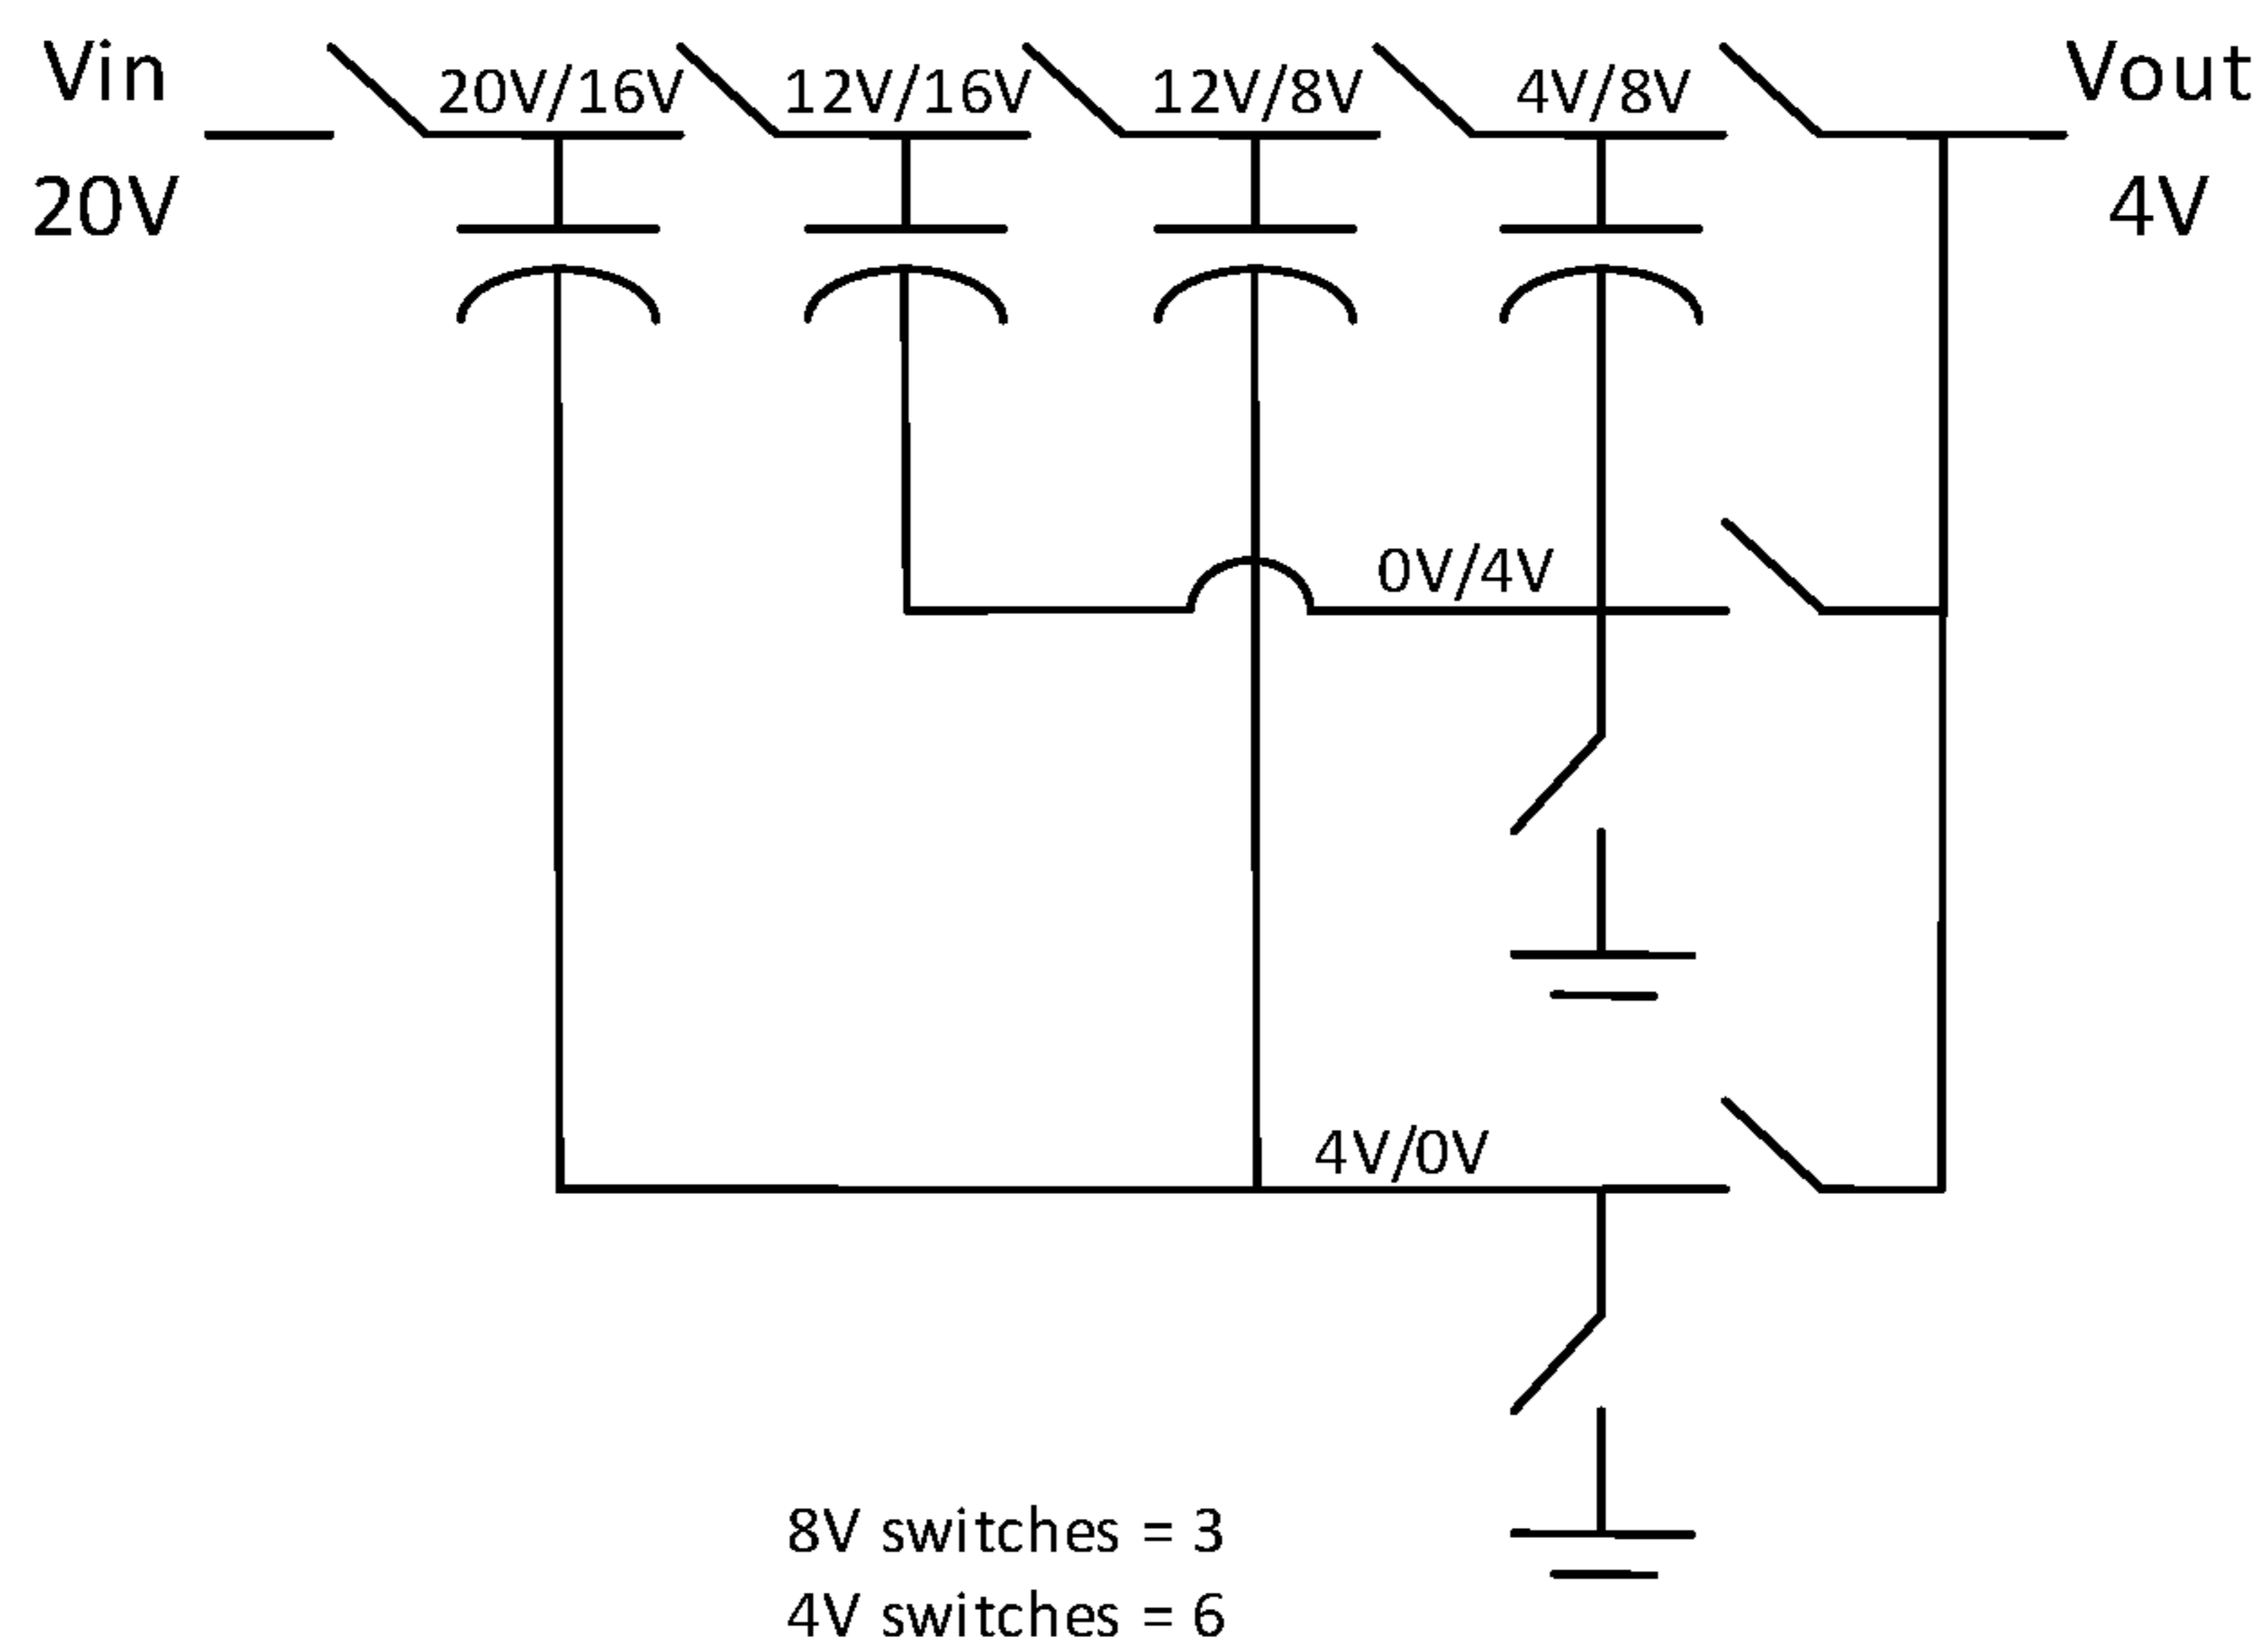 Vin
20V/16V
12V/16V
12V/8V
4V/8V
Vout
20V
4V
0V/4V
4V/0V
8V switches = 3
4V switches = 6